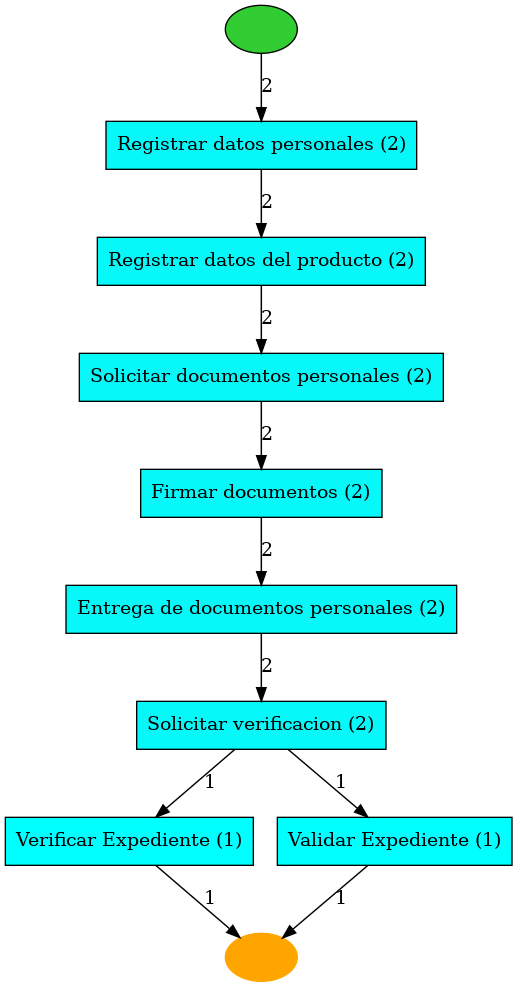 2
Registrar datos personales (2)
2
Registrar datos del producto (2)
2
Solicitar documentos personales (2)
2
Firmar documentos (2)
2
Entrega de documentos personales (2)
2
Solicitar verificacion (2)
1 1
Verificar Expediente (1) Validar Expediente (1)
1 1